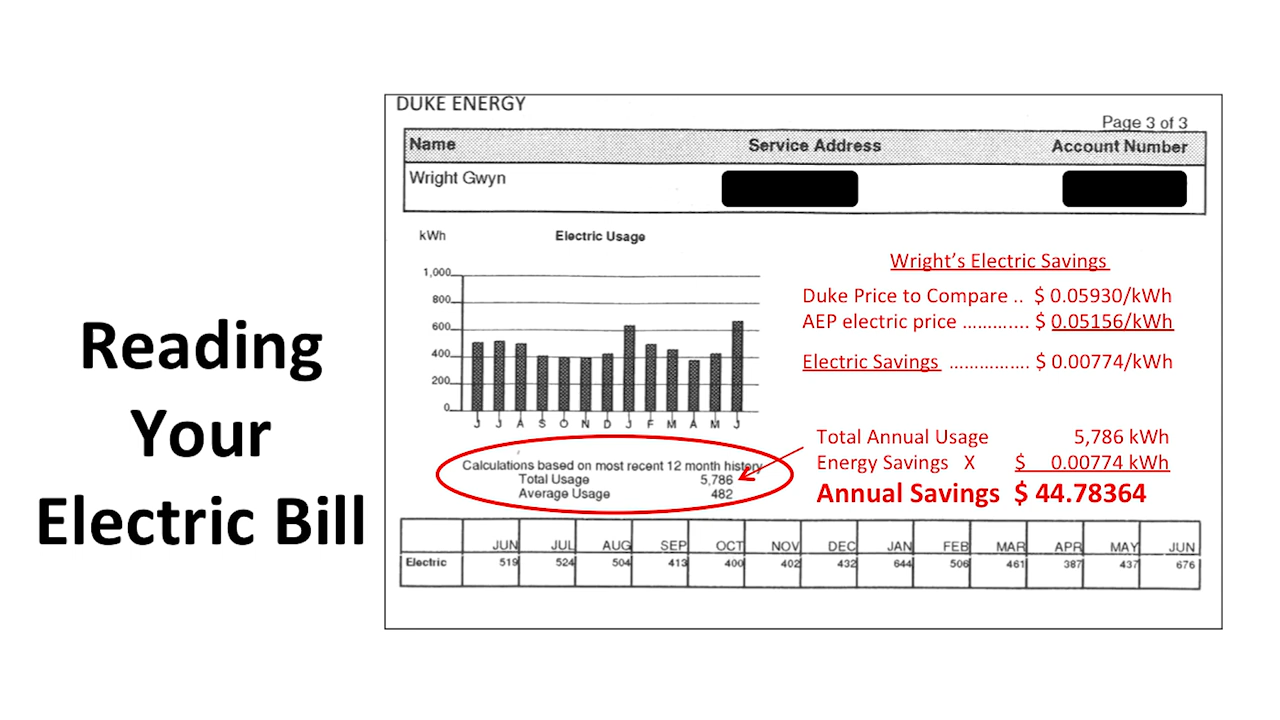 Reading
Your
Electric Bill
DUKE ENERGY
Page 3 of 3
Name Service Address Account Number
Wright Gwyn
kWh Electric Usage
1,000
800
600
400
200
0
J J A S O N D J F M A M J
Calculations based on most recent 12 month history
Total Usage 5,786
Average Usage 482
Wright’s Electric Savings
Duke Price to Compare .. $ 0.05930/kWh
AEP electric price ………….. $ 0.05156/kWh
Electric Savings ……………. $ 0.00774/kWh
Total Annual Usage 5,786 kWh
Energy Savings X $ 0.00774 kWh
Annual Savings $ 44.78364
JUN JUL AUG SEP OCT NOV DEC JAN FEB MAR APR MAY JUN
Electric 519 524 504 413 400 402 432 644 506 461 387 437 676